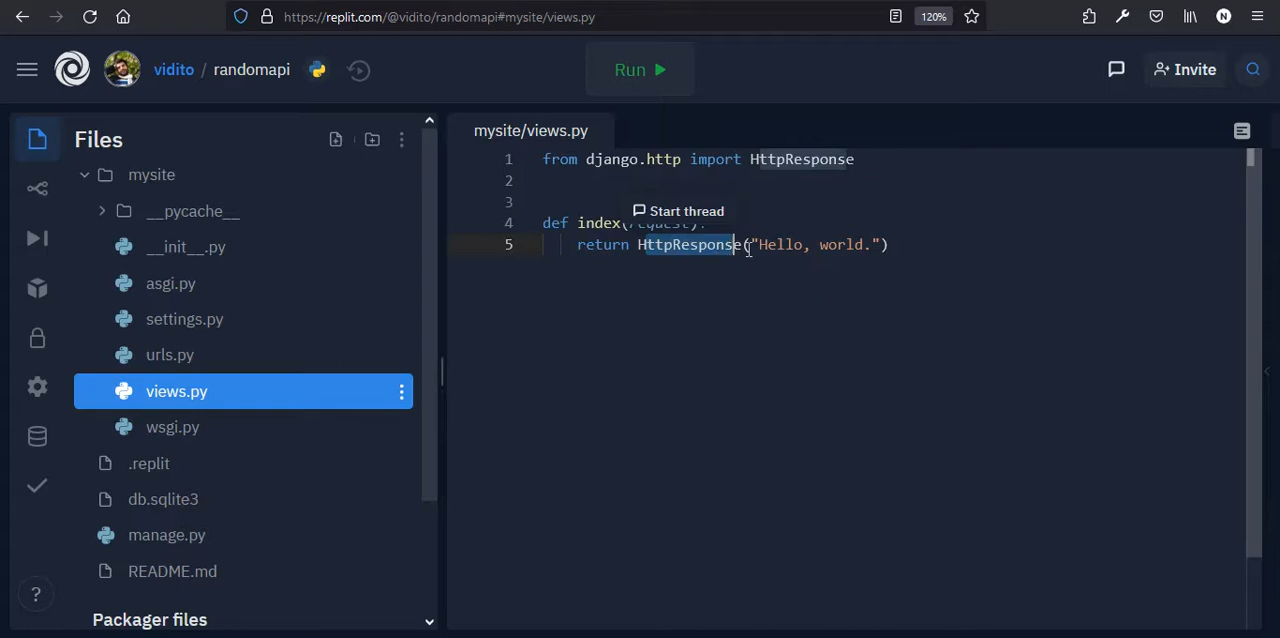 https://replit.com/@vidito/randomapi#mysite/views.py
120%
N
vidito / randomapi
Run
Invite
Files
mysite/views.py
mysite
__pycache__
__init__.py
asgi.py
settings.py
urls.py
views.py
wsgi.py
.replit
db.sqlite3
manage.py
README.md
Packager files
?
1 from django.http import HttpResponse
2
3
Start thread
4 def index(request):
5 return HttpResponse("Hello, world.")